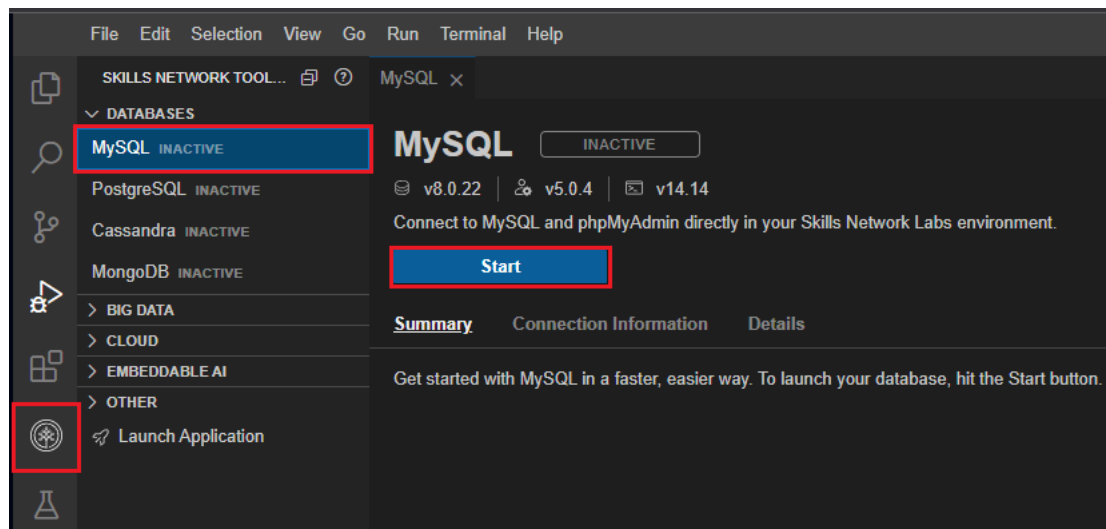 File Edit Selection View Go Run Terminal Help
SKILLS NETWORK TOOL...
DATABASES
MySQL INACTIVE
PostgreSQL INACTIVE
Cassandra INACTIVE
MongoDB INACTIVE
BIG DATA
CLOUD
EMBEDDABLE AI
OTHER
Launch Application
MySQL
MySQL INACTIVE
v8.0.22 v5.0.4 v14.14
Connect to MySQL and phpMyAdmin directly in your Skills Network Labs environment.
Start
Summary Connection Information Details
Get started with MySQL in a faster, easier way. To launch your database, hit the Start button.